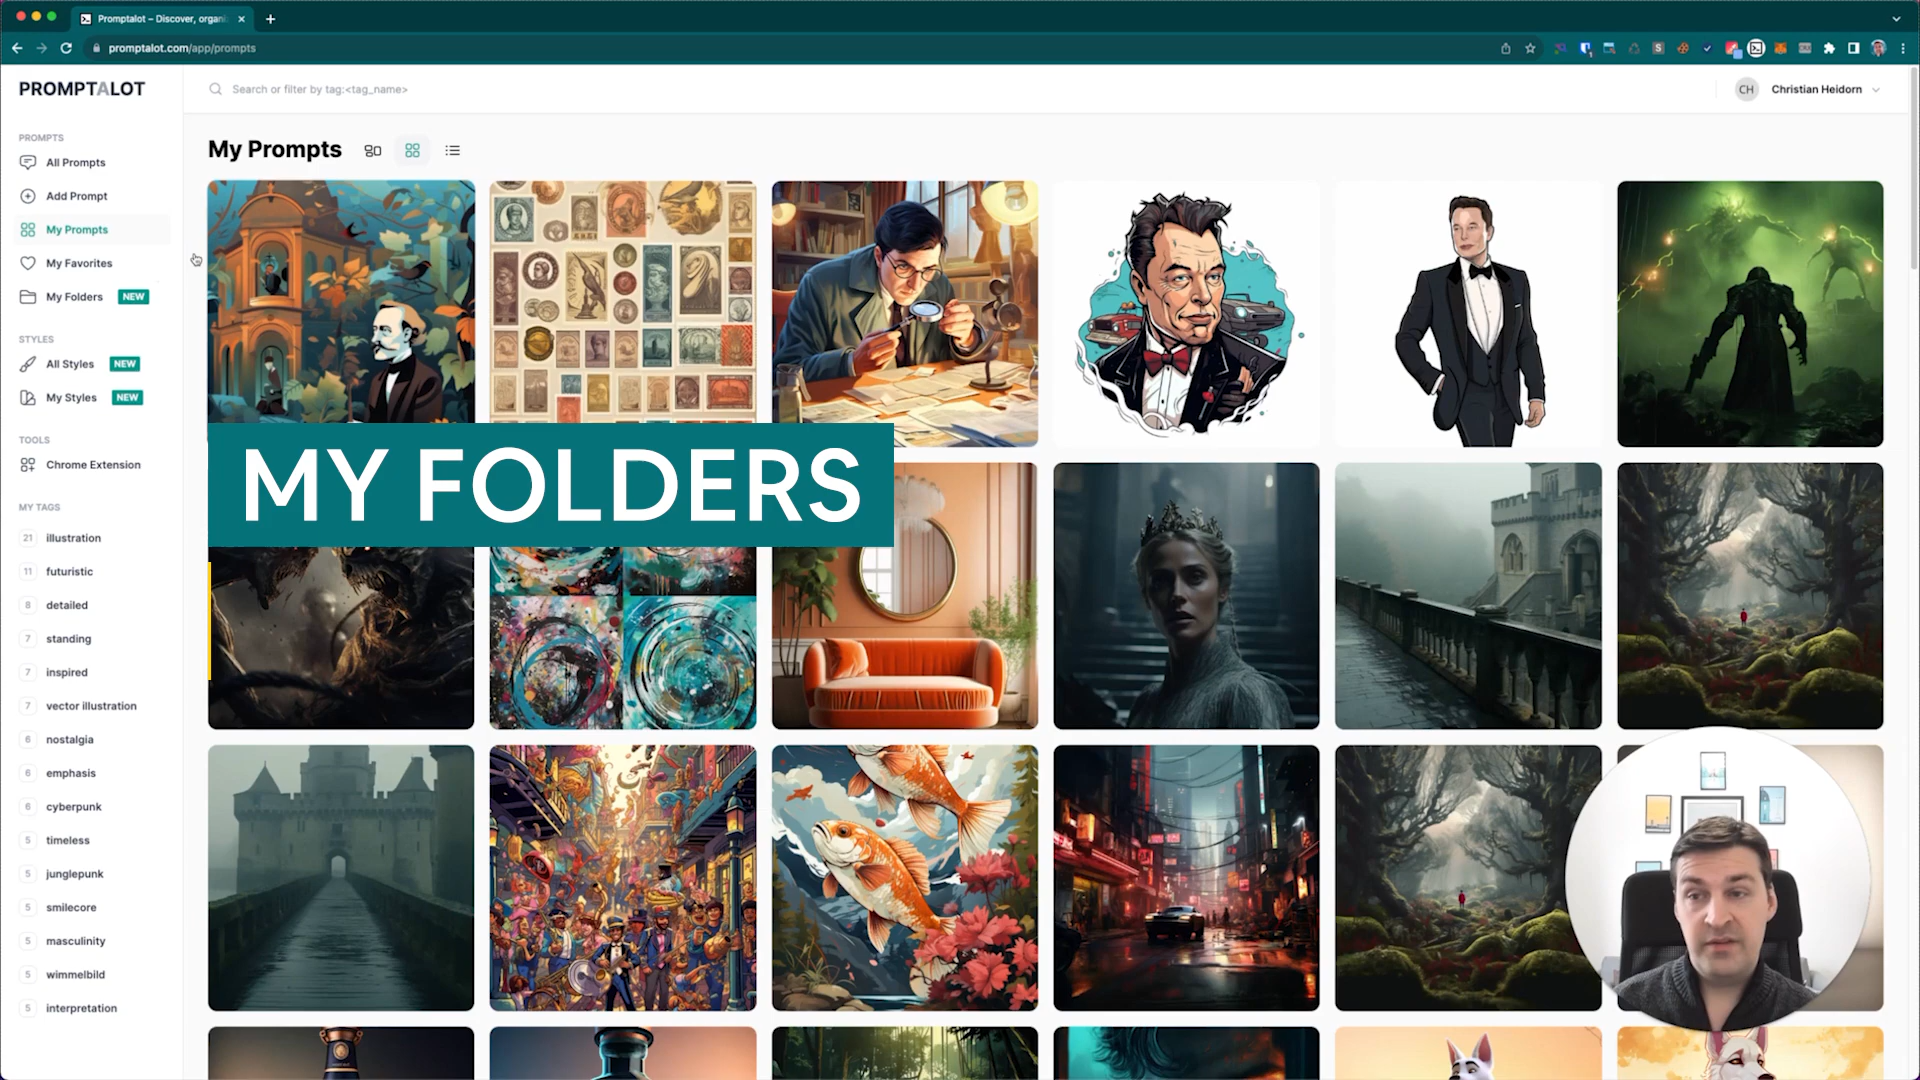 Promptalot – Discover, organi
promptalot.com/app/prompts
PROMPTALOT
Search or filter by tag:<tag_name>
CH
Christian Heidorn
PROMPTS
All Prompts
Add Prompt
My Prompts
My Favorites
My Folders NEW
STYLES
All Styles NEW
My Styles NEW
TOOLS
Chrome Extension
MY TAGS
21 illustration
11 futuristic
8 detailed
7 standing
7 inspired
7 vector illustration
6 nostalgia
6 emphasis
6 cyberpunk
5 timeless
5 junglepunk
5 smilecore
5 masculinity
5 wimmelbild
5 interpretation
My Prompts
MY FOLDERS